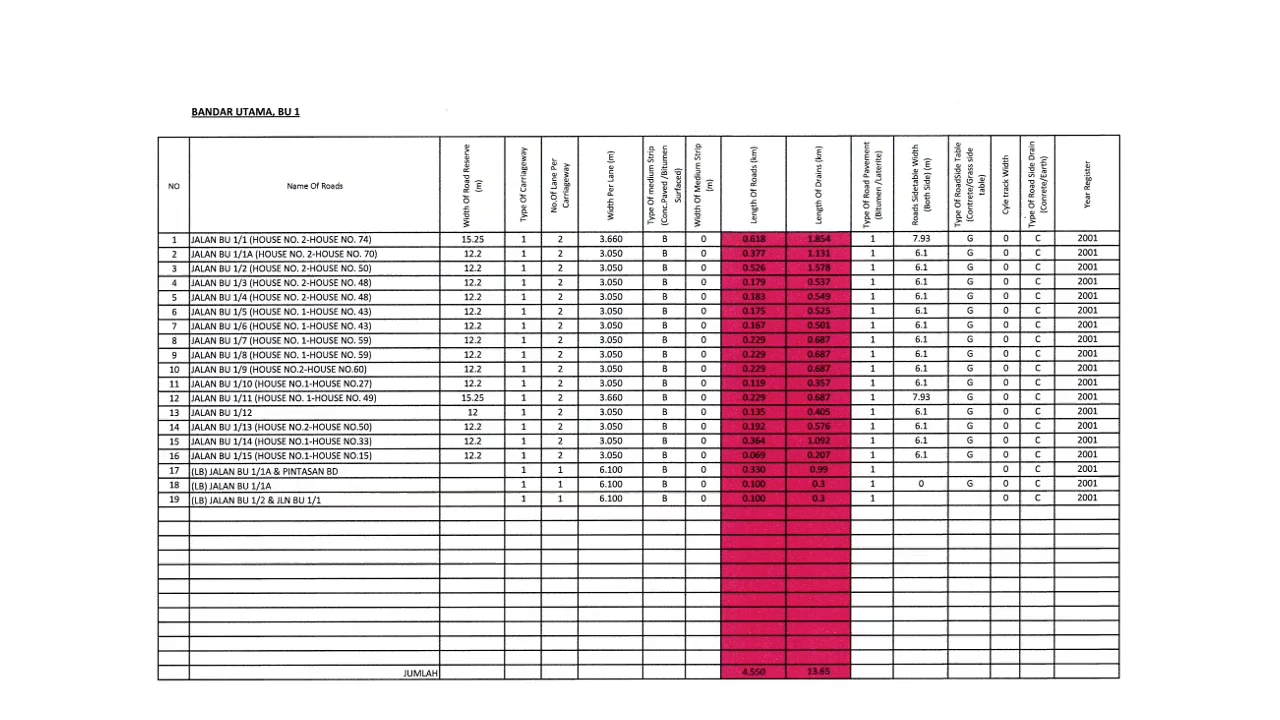 BANDAR UTAMA, BU 1
NO Name Of Roads Width Of Road Reserve (m) Type Of Carriageway No.Of Lane Per Carriageway Width Per Lane (m) Type Of medium Strip (Conc.Paved /Bitumen Surfaced) Width Of Medium Strip (m) Length Of Roads (km) Length Of Drains (km) Type Of Road Pavement (Bitumen /Laterite) Roads Sidetable Width (Both Side) (m) Type Of RoadSide Table (Contrete/Grass side table) Cyle track Width Type Of Road Side Drain (Conrete/Earth) Year Register
1 JALAN BU 1/1 (HOUSE NO. 2-HOUSE NO. 74) 15.25 1 2 3.660 B 0 0.618 1.854 1 7.93 G 0 C 2001
2 JALAN BU 1/1A (HOUSE NO. 2-HOUSE NO. 70) 12.2 1 2 3.050 B 0 0.377 1.131 1 6.1 G 0 C 2001
3 JALAN BU 1/2 (HOUSE NO. 2-HOUSE NO. 50) 12.2 1 2 3.050 B 0 0.526 1.578 1 6.1 G 0 C 2001
4 JALAN BU 1/3 (HOUSE NO. 2-HOUSE NO. 48) 12.2 1 2 3.050 B 0 0.179 0.537 1 6.1 G 0 C 2001
5 JALAN BU 1/4 (HOUSE NO. 2-HOUSE NO. 48) 12.2 1 2 3.050 B 0 0.183 0.549 1 6.1 G 0 C 2001
6 JALAN BU 1/5 (HOUSE NO. 1-HOUSE NO. 43) 12.2 1 2 3.050 B 0 0.175 0.525 1 6.1 G 0 C 2001
7 JALAN BU 1/6 (HOUSE NO. 1-HOUSE NO. 43) 12.2 1 2 3.050 B 0 0.167 0.501 1 6.1 G 0 C 2001
8 JALAN BU 1/7 (HOUSE NO. 1-HOUSE NO. 59) 12.2 1 2 3.050 B 0 0.229 0.687 1 6.1 G 0 C 2001
9 JALAN BU 1/8 (HOUSE NO. 1-HOUSE NO. 59) 12.2 1 2 3.050 B 0 0.229 0.687 1 6.1 G 0 C 2001
10 JALAN BU 1/9 (HOUSE NO.2-HOUSE NO.60) 12.2 1 2 3.050 B 0 0.229 0.687 1 6.1 G 0 C 2001
11 JALAN BU 1/10 (HOUSE NO.1-HOUSE NO.27) 12.2 1 2 3.050 B 0 0.119 0.357 1 6.1 G 0 C 2001
12 JALAN BU 1/11 (HOUSE NO. 1-HOUSE NO. 49) 15.25 1 2 3.660 B 0 0.229 0.687 1 7.93 G 0 C 2001
13 JALAN BU 1/12 12 1 2 3.050 B 0 0.135 0.405 1 6.1 G 0 C 2001
14 JALAN BU 1/13 (HOUSE NO.2-HOUSE NO.50) 12.2 1 2 3.050 B 0 0.192 0.576 1 6.1 G 0 C 2001
15 JALAN BU 1/14 (HOUSE NO.1-HOUSE NO.33) 12.2 1 2 3.050 B 0 0.364 1.092 1 6.1 G 0 C 2001
16 JALAN BU 1/15 (HOUSE NO.1-HOUSE NO.15) 12.2 1 2 3.050 B 0 0.069 0.207 1 6.1 G 0 C 2001
17 (LB) JALAN BU 1/1A & PINTASAN BD 1 1 6.100 B 0 0.330 0.99 1 0 C 2001
18 (LB) JALAN BU 1/1A 1 1 6.100 B 0 0.100 0.3 1 0 G 0 C 2001
19 (LB) JALAN BU 1/2 & JLN BU 1/1 1 1 6.100 B 0 0.100 0.3 1 0 C 2001
JUMLAH 4.550 13.65